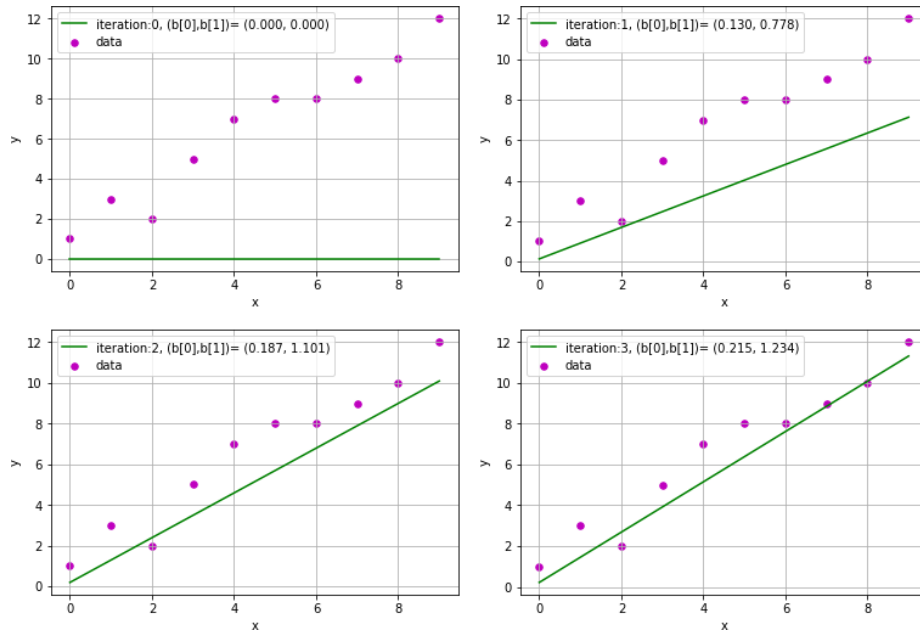 iteration:0, (b[0],b[1])= (0.000, 0.000)
data
y
12
10
8
6
4
2
0
0 2 4 6 8
x
iteration:1, (b[0],b[1])= (0.130, 0.778)
data
y
12
10
8
6
4
2
0
0 2 4 6 8
x
iteration:2, (b[0],b[1])= (0.187, 1.101)
data
y
12
10
8
6
4
2
0
0 2 4 6 8
x
iteration:3, (b[0],b[1])= (0.215, 1.234)
data
y
12
10
8
6
4
2
0
0 2 4 6 8
x